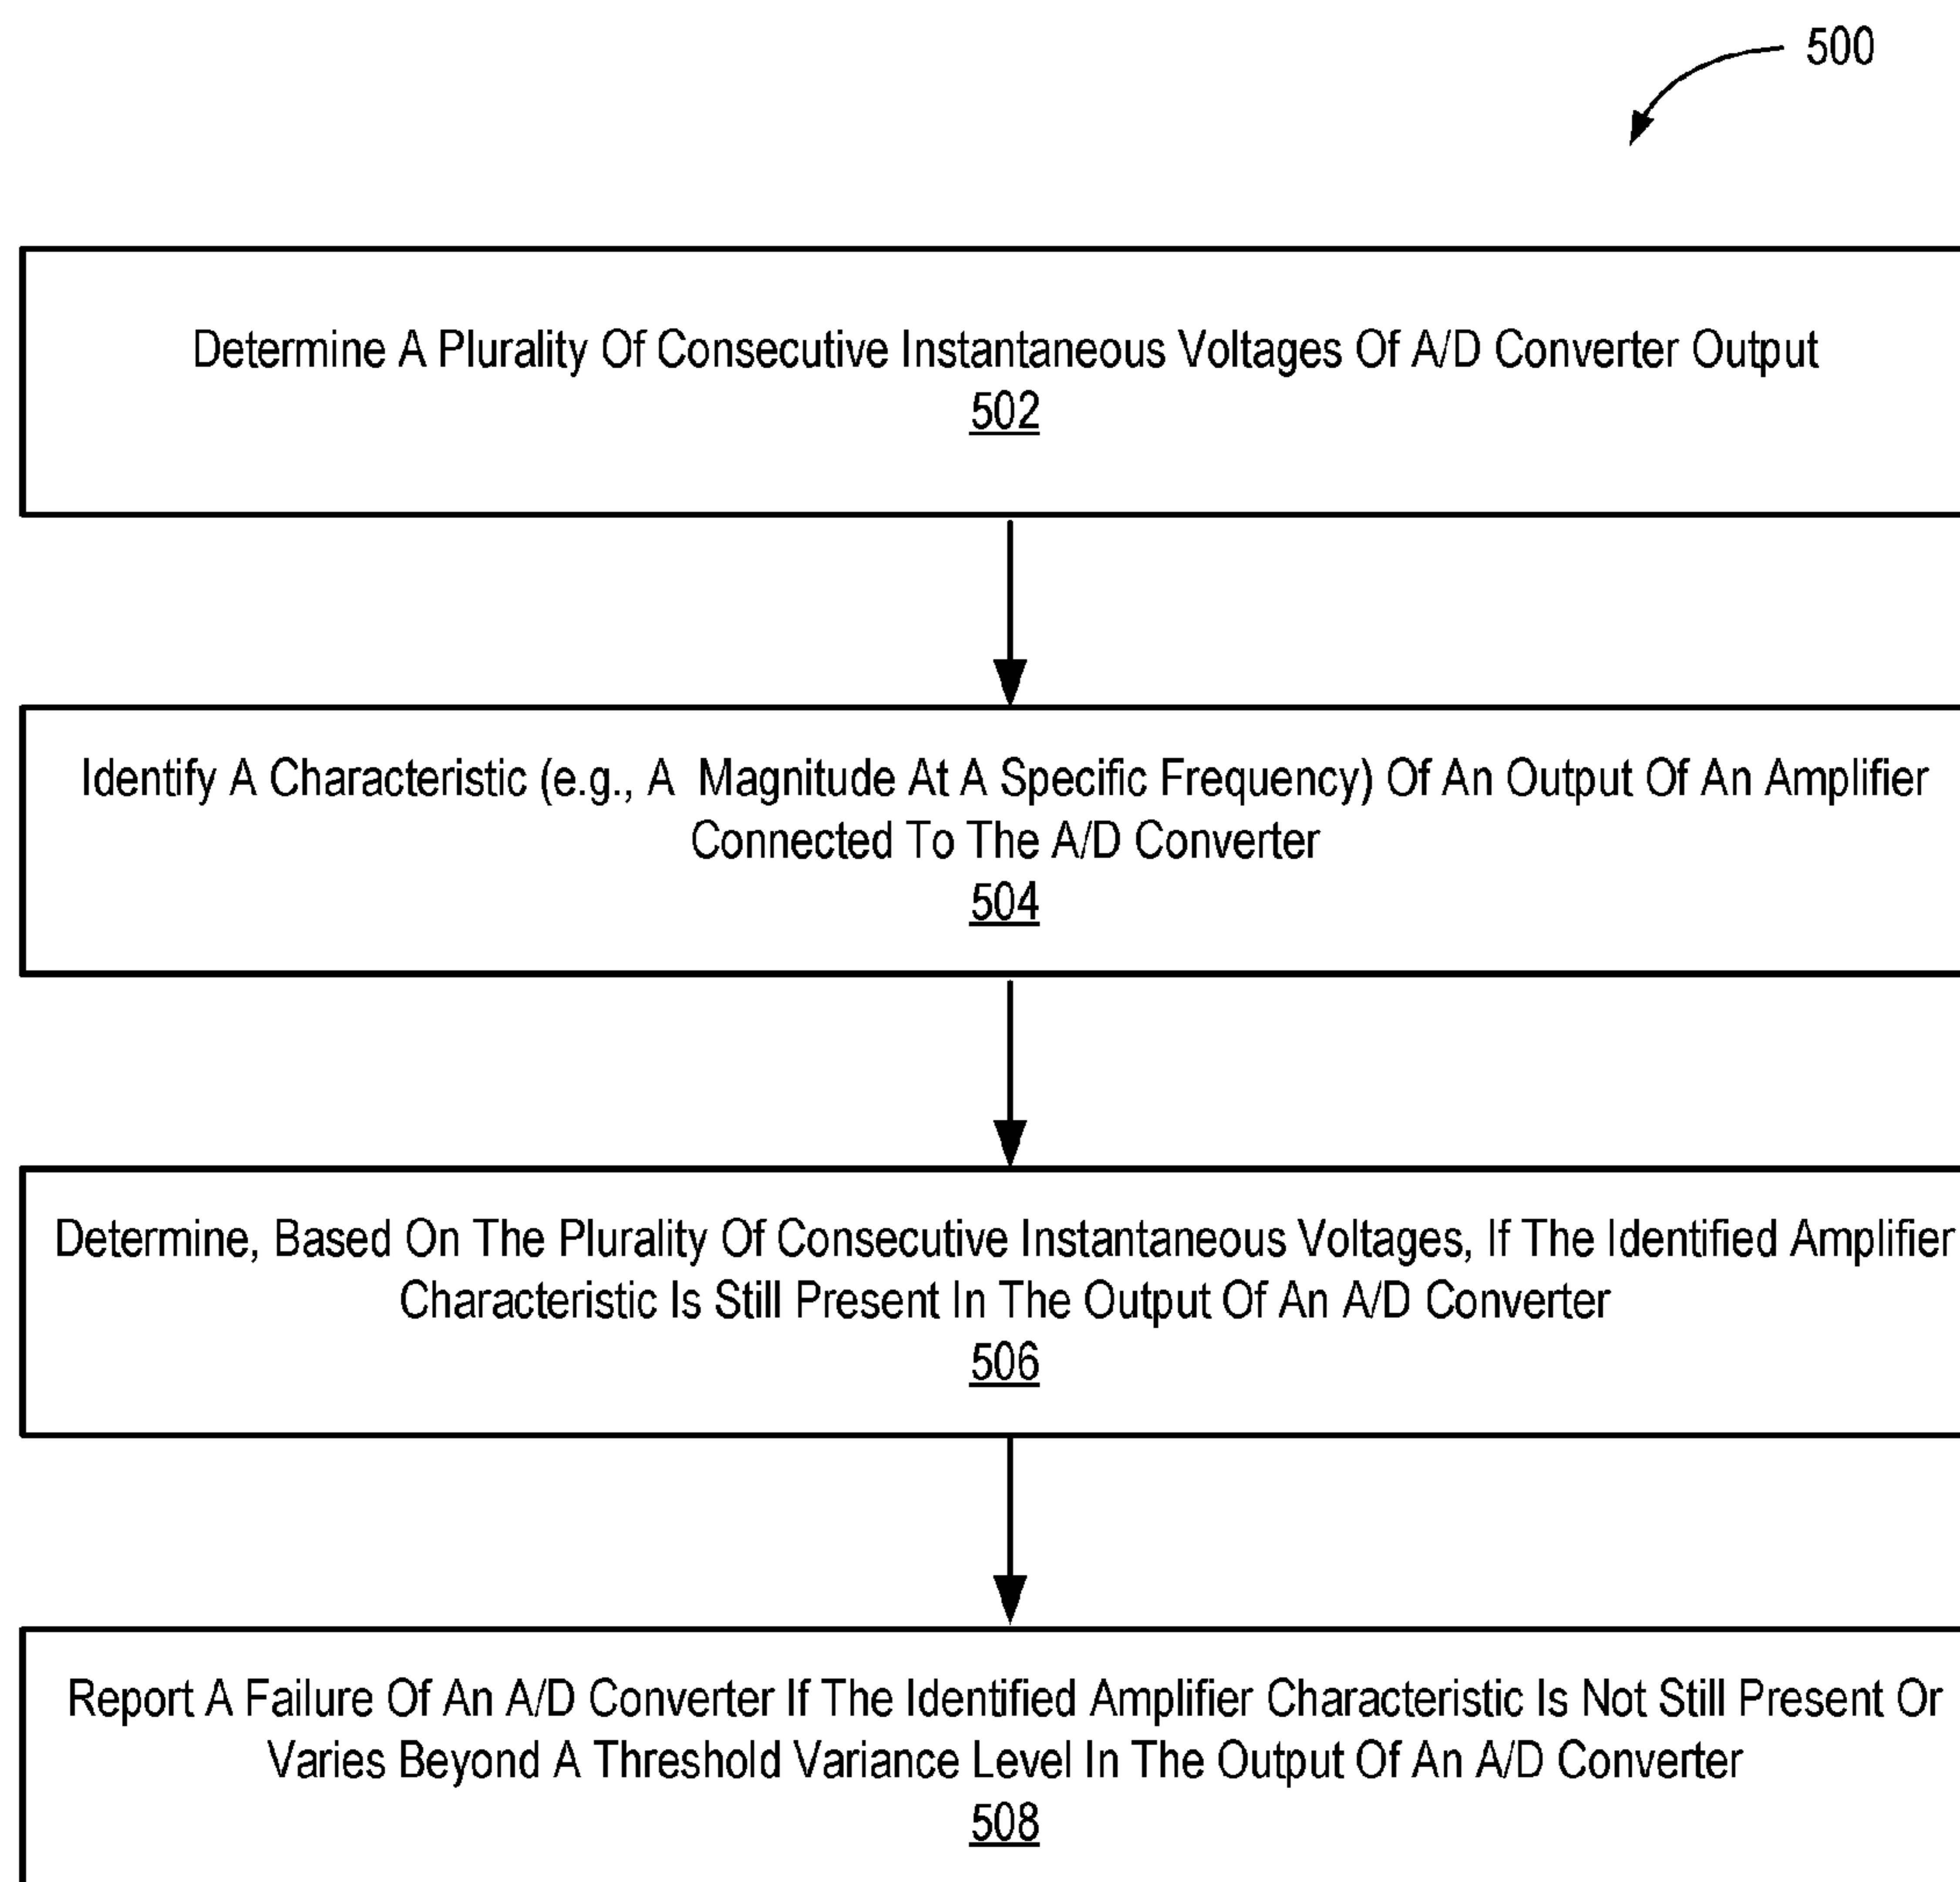 500
Determine A Plurality Of Consecutive Instantaneous Voltages Of A/D Converter Output
502
Identify A Characteristic (e.g., A Magnitude At A Specific Frequency) Of An Output Of An Amplifier
Connected To The A/D Converter
504
Determine, Based On The Plurality Of Consecutive Instantaneous Voltages, If The Identified Amplifier
Characteristic Is Still Present In The Output Of An A/D Converter
506
Report A Failure Of An A/D Converter If The Identified Amplifier Characteristic Is Not Still Present Or
Varies Beyond A Threshold Variance Level In The Output Of An A/D Converter
508